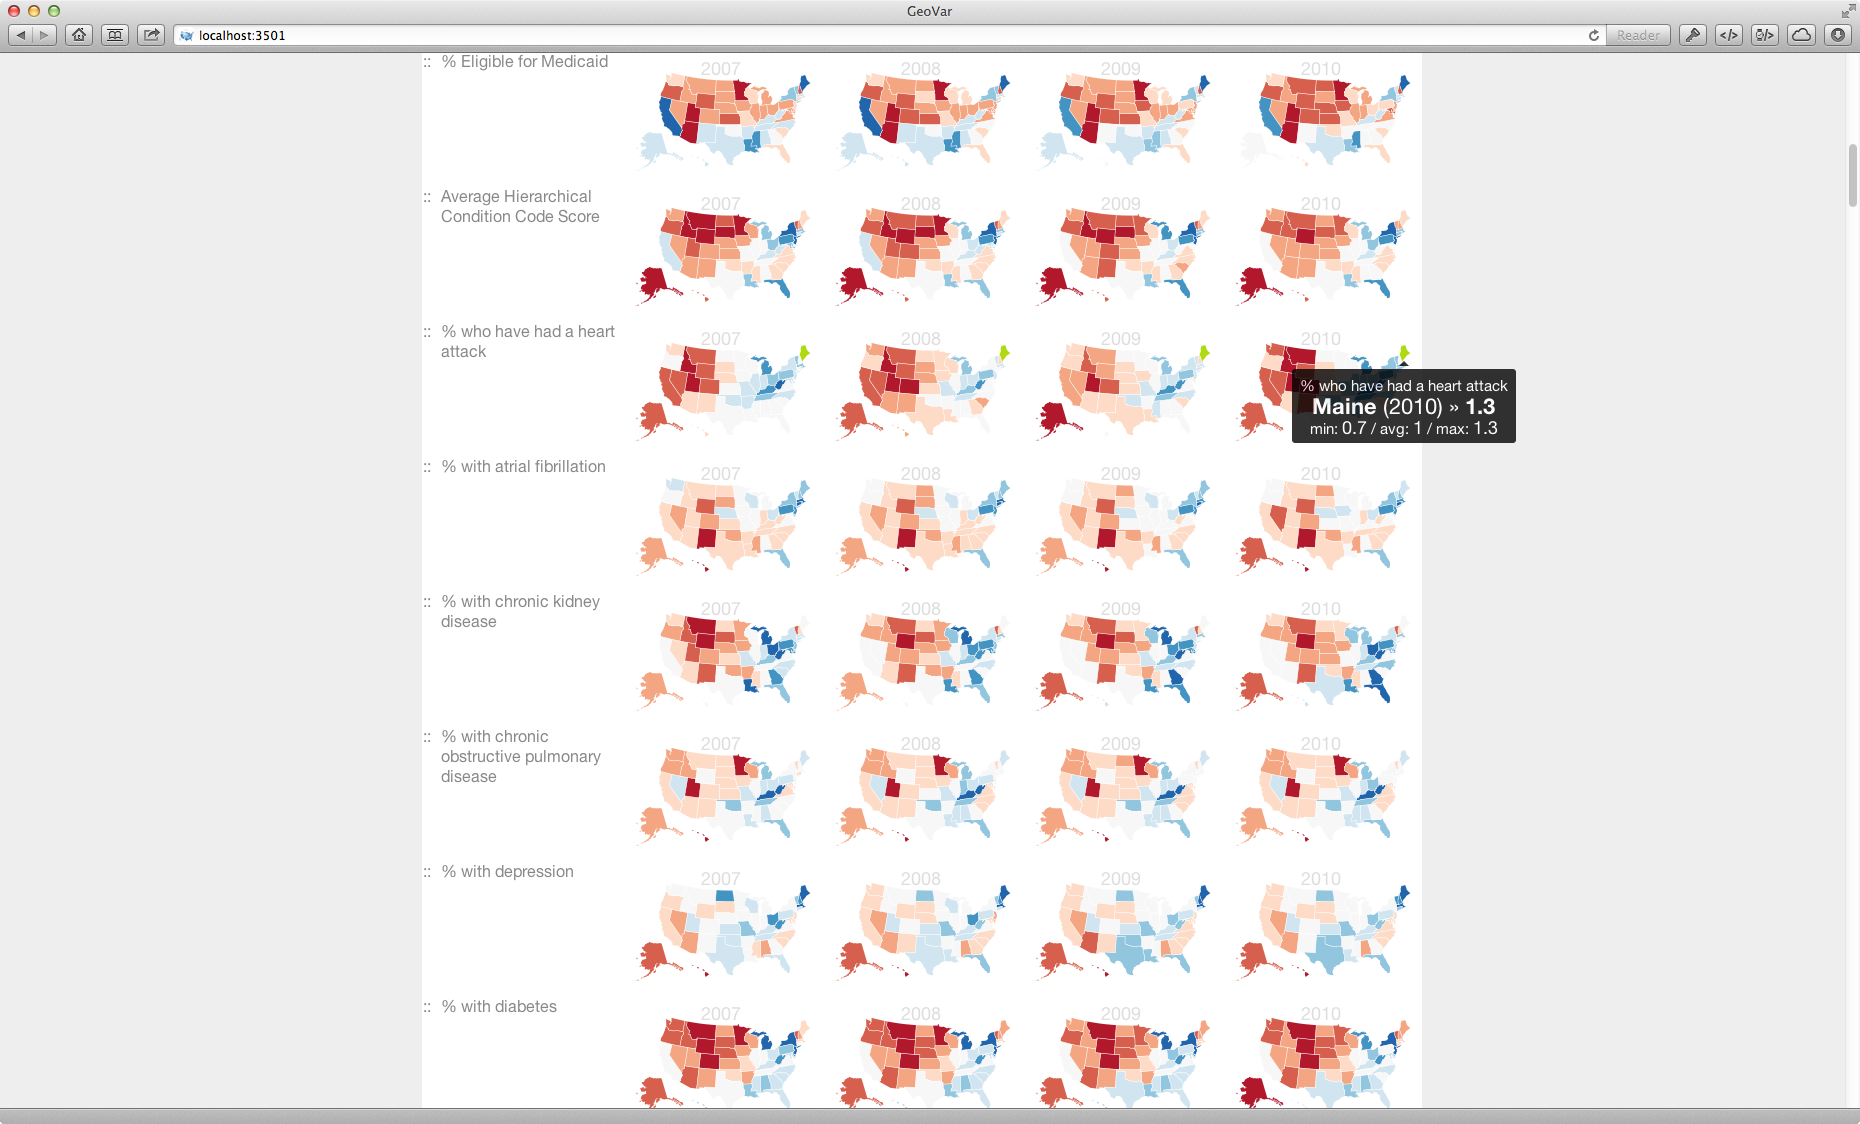 GeoVar
localhost:3501
Reader
:: % Eligible for Medicaid
2007 2008 2009 2010
:: Average Hierarchical
Condition Code Score
2007 2008 2009 2010
:: % who have had a heart
attack
2007 2008 2009 2010
% who have had a heart attack
Maine (2010) » 1.3
min: 0.7 / avg: 1 / max: 1.3
:: % with atrial fibrillation
2007 2008 2009 2010
:: % with chronic kidney
disease
2007 2008 2009 2010
:: % with chronic
obstructive pulmonary
disease
2007 2008 2009 2010
:: % with depression
2007 2008 2009 2010
:: % with diabetes
2007 2008 2009 2010